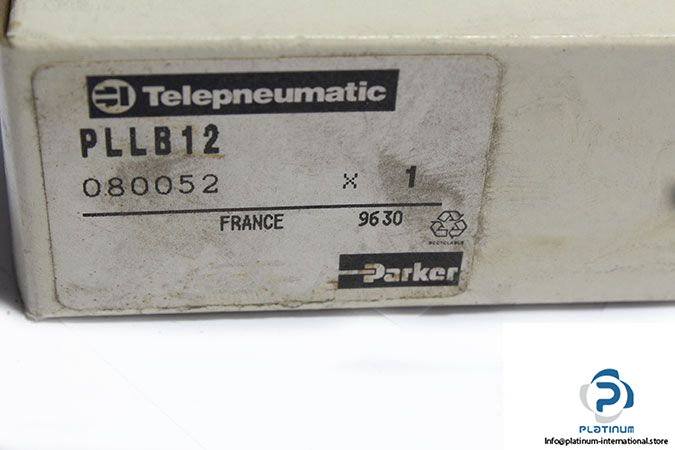 Telepneumatic
PLLB12
080052 x 1
FRANCE 9630
RECYCLABLE
Parker
PLATINUM
Info@platinum-international.store